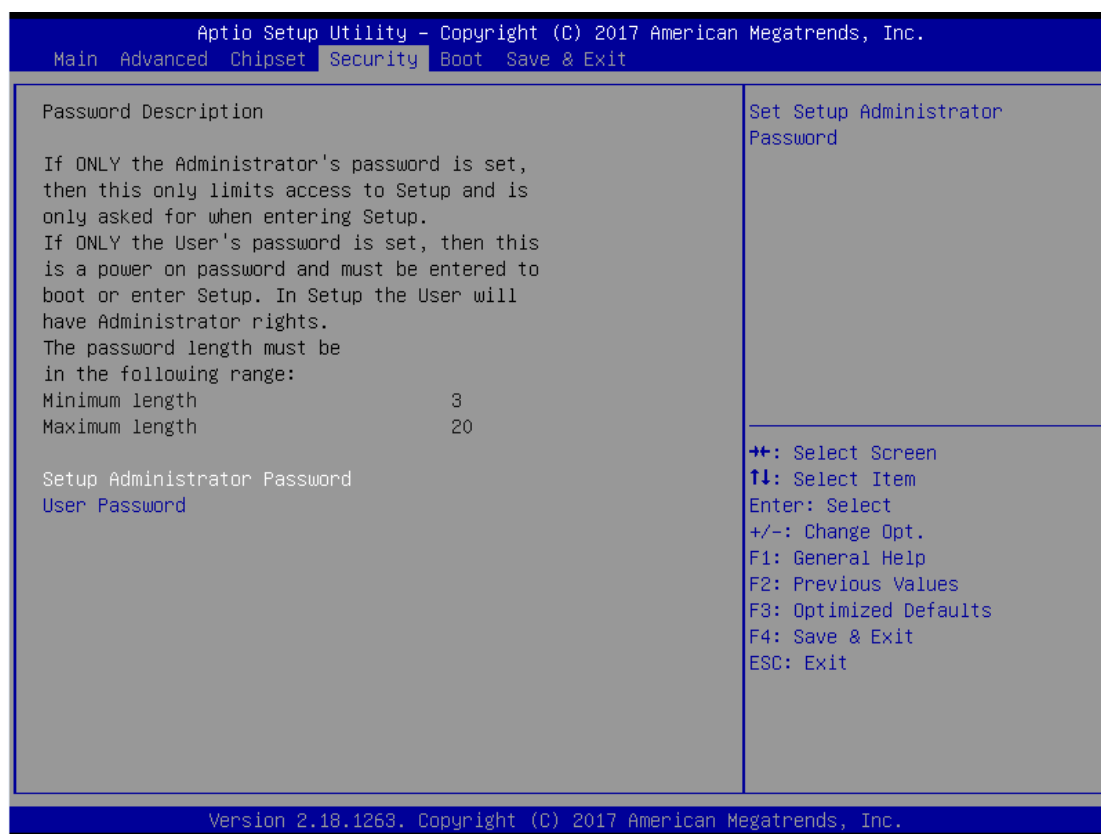 Aptio Setup Utility – Copyright (C) 2017 American Megatrends, Inc.
Main Advanced Chipset Security Boot Save & Exit
Password Description
If ONLY the Administrator's password is set,
then this only limits access to Setup and is
only asked for when entering Setup.
If ONLY the User's password is set, then this
is a power on password and must be entered to
boot or enter Setup. In Setup the User will
have Administrator rights.
The password length must be
in the following range:
Minimum length 3
Maximum length 20
Setup Administrator Password
User Password
Set Setup Administrator
Password
→←: Select Screen
↑↓: Select Item
Enter: Select
+/-: Change Opt.
F1: General Help
F2: Previous Values
F3: Optimized Defaults
F4: Save & Exit
ESC: Exit
Version 2.18.1263. Copyright (C) 2017 American Megatrends, Inc.